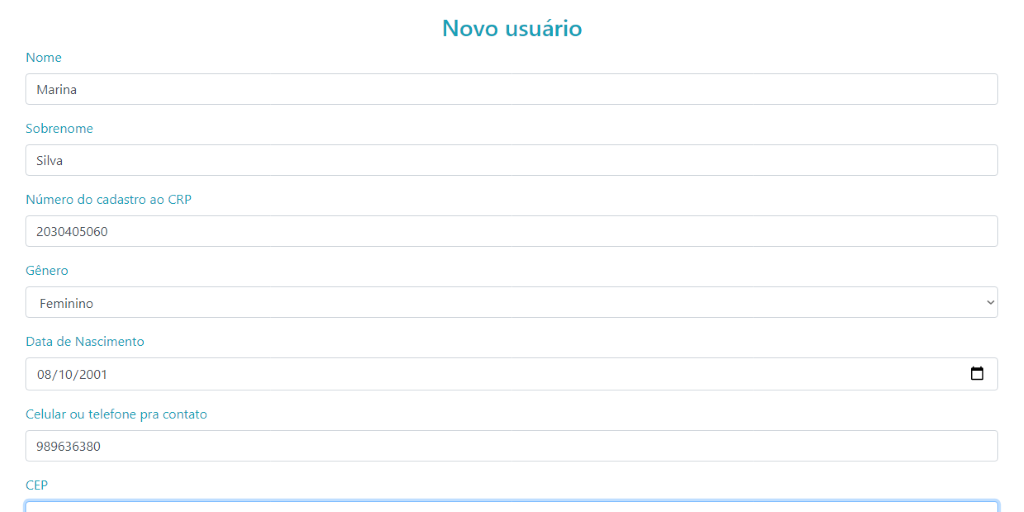 Novo usuário
Nome
Marina
Sobrenome
Silva
Número do cadastro ao CRP
2030405060
Gênero
Feminino
Data de Nascimento
08/10/2001
Celular ou telefone pra contato
989636380
CEP